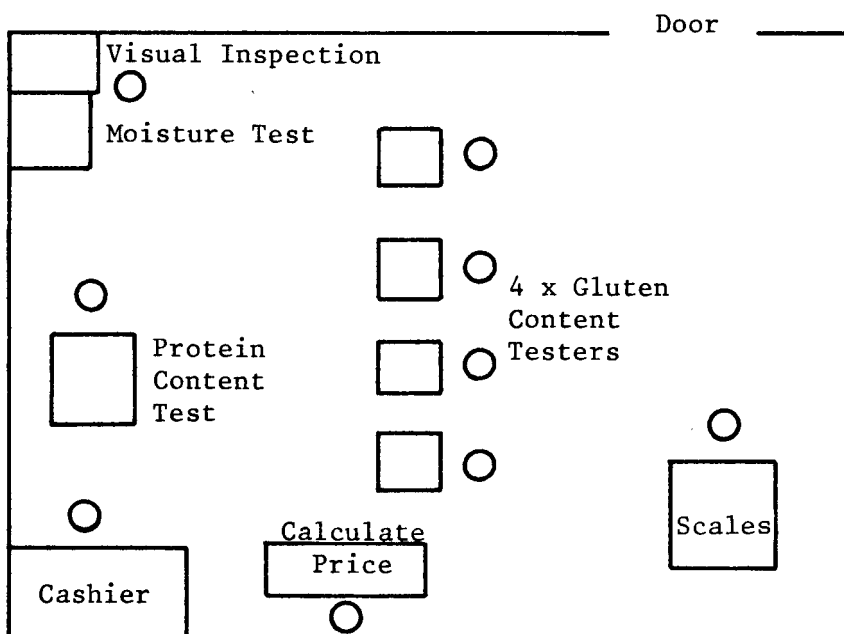 Door
Visual Inspection
Moisture Test
4 x Gluten
Content
Testers
Protein
Content
Test
Scales
Calculate
Price
Cashier